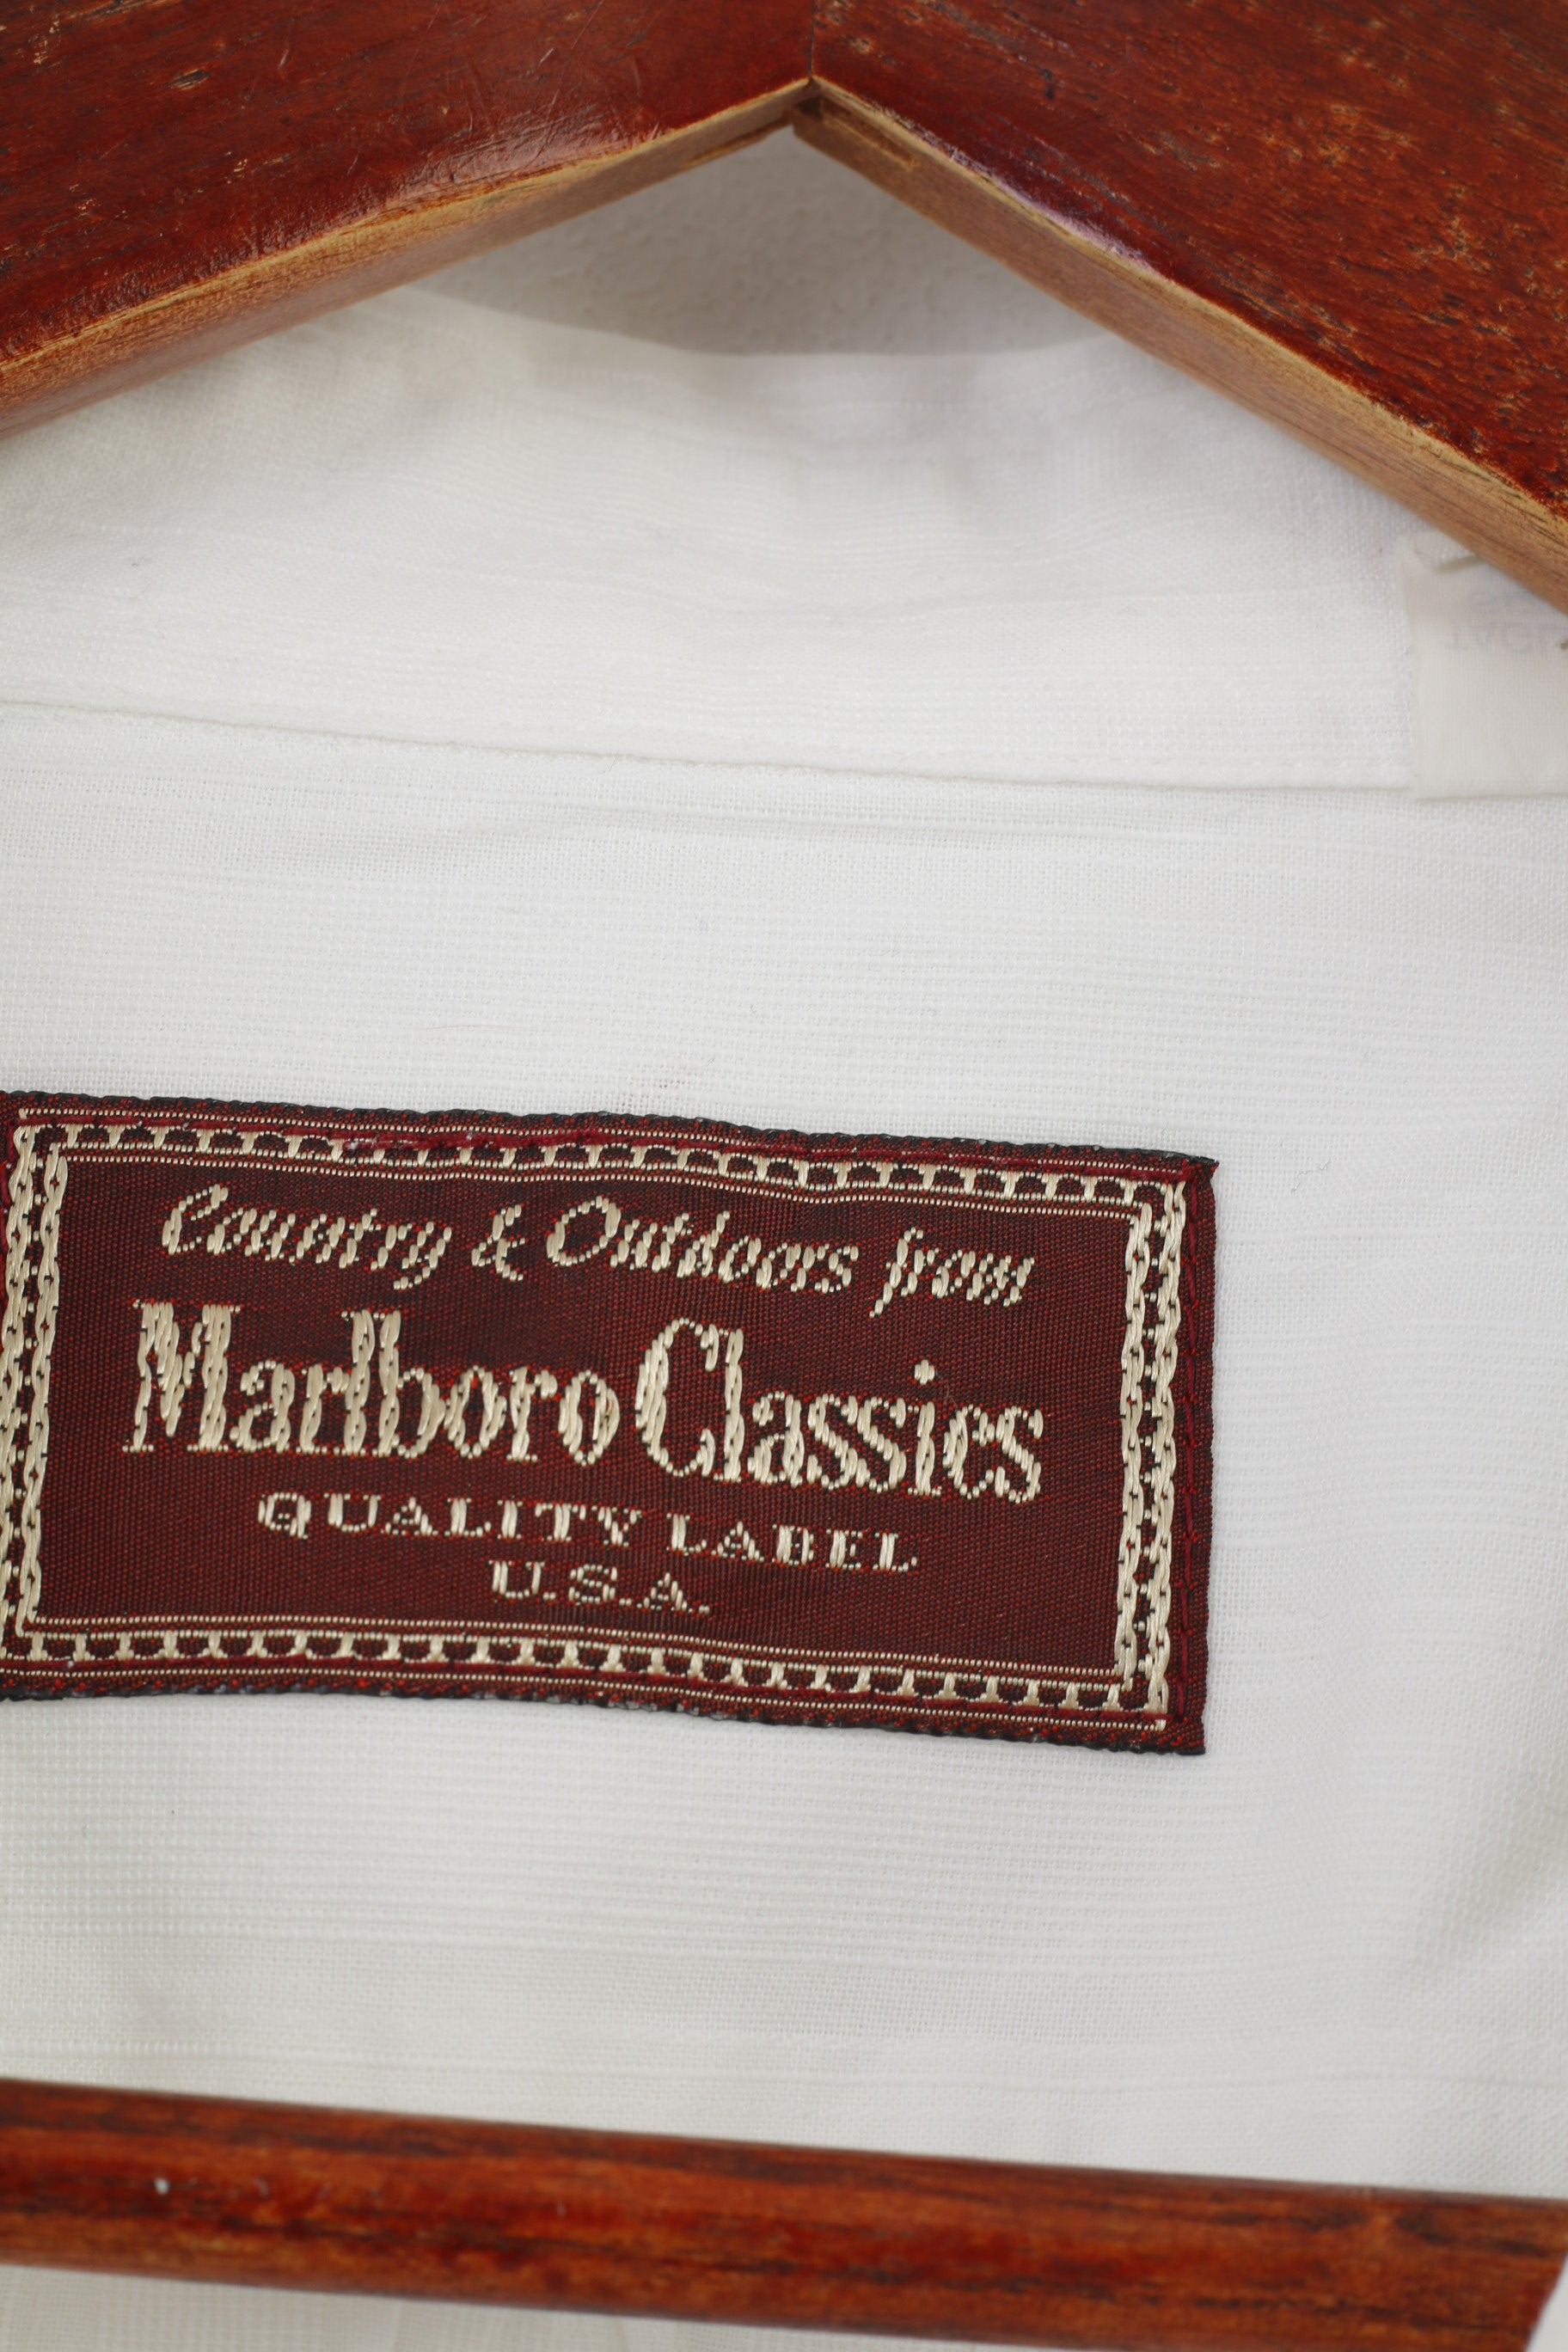 Country & Outdoors from
Marlboro Classics
QUALITY LABEL
U.S.A.